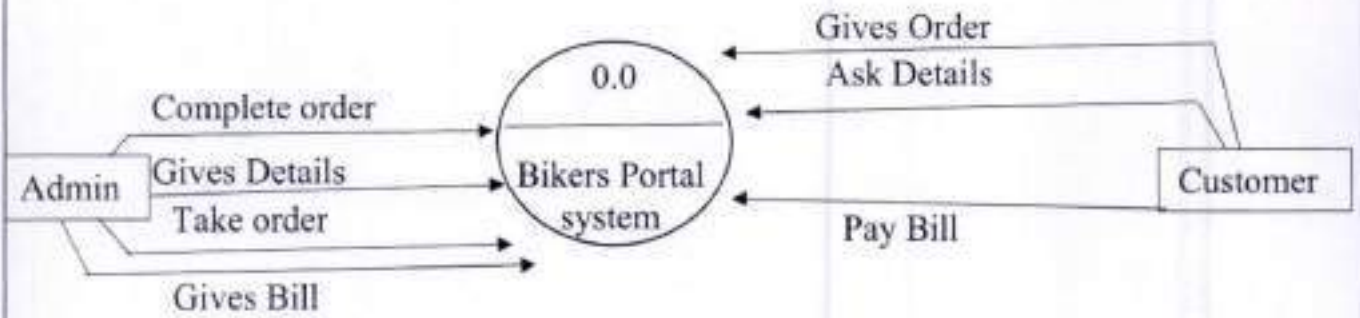 Gives Order
0.0
Ask Details
Complete order
Gives Details
Bikers Portal
Admin
Customer
Take order
system
Pay Bill
Gives Bill